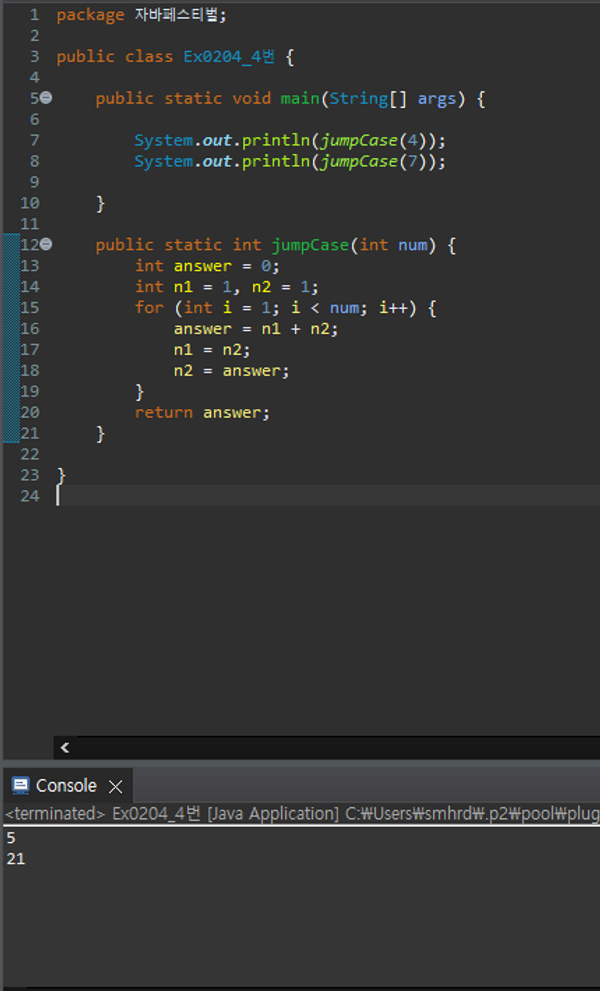 1 package 자바페스티벌;
2
3 public class Ex0204_4번 {
4
5 public static void main(String[] args) {
6
7 System.out.println(jumpCase(4));
8 System.out.println(jumpCase(7));
9
10 }
11
12 public static int jumpCase(int num) {
13 int answer = 0;
14 int n1 = 1, n2 = 1;
15 for (int i = 1; i < num; i++) {
16 answer = n1 + n2;
17 n1 = n2;
18 n2 = answer;
19 }
20 return answer;
21 }
22
23 }
24
Console
<terminated> Ex0204_4번 [Java Application] C:₩Users₩smhrd₩.p2₩pool₩plug
5
21